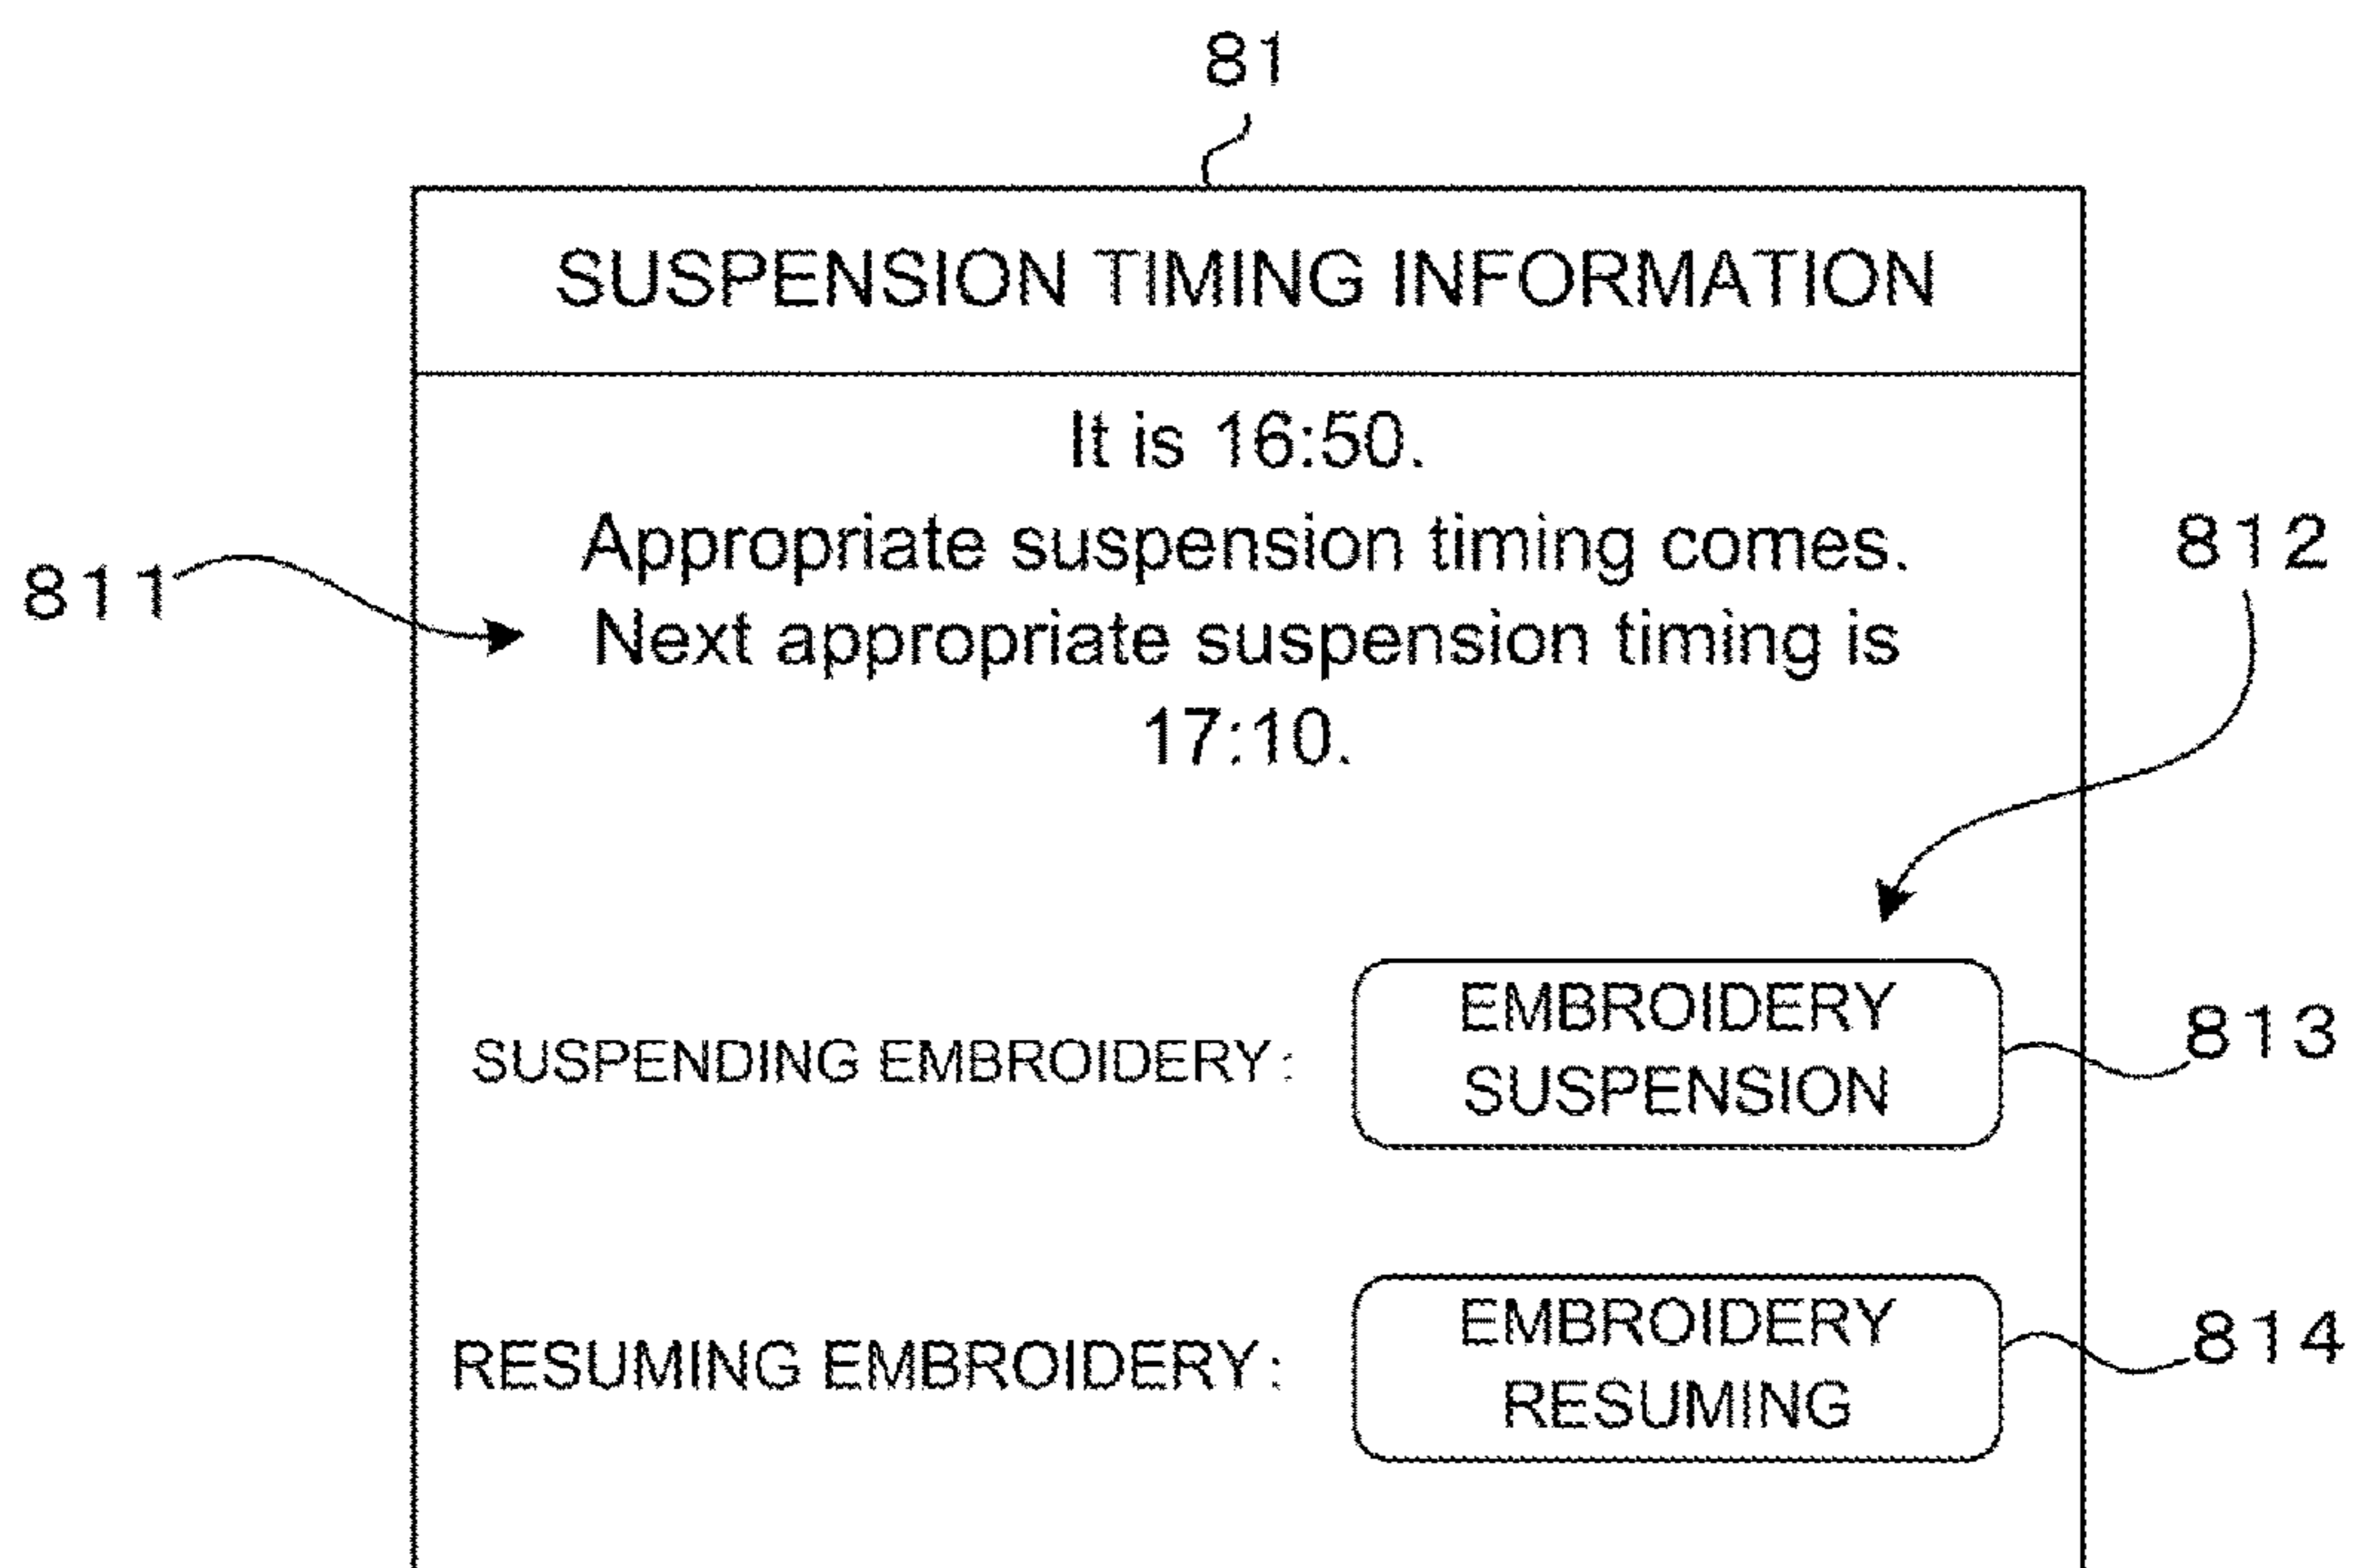 81
SUSPENSION TIMING INFORMATION
It is 16:50.
Appropriate suspension timing comes.
812
811
Next appropriate suspension timing is
17:10.
EMBROIDERY
SUSPENDING EMBROIDERY:
813
SUSPENSION
EMBROIDERY
RESUMING EMBROIDERY:
814
RESUMING